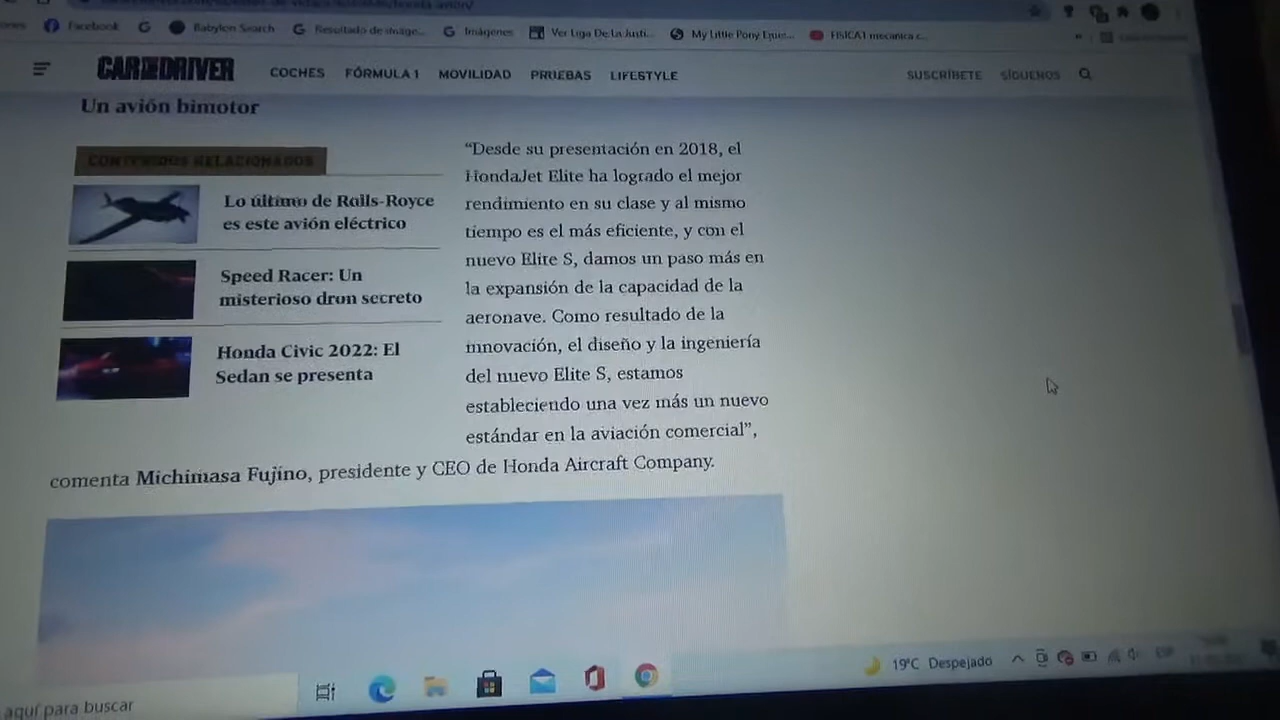 Facebook
Babylon Search
Resultado de image...
Imágenes
Ver Liga De La Justi...
My Little Pony Eque...
FISICA1 mecanica c...
CAR AND DRIVER
COCHES
FÓRMULA 1
MOVILIDAD
PRUEBAS
LIFESTYLE
SUSCRÍBETE
SÍGUENOS
Un avión bimotor
CONTENIDOS RELACIONADOS
Lo último de Rolls-Royce
es este avión eléctrico
Speed Racer: Un
misterioso dron secreto
Honda Civic 2022: El
Sedan se presenta
“Desde su presentación en 2018, el
HondaJet Elite ha logrado el mejor
rendimiento en su clase y al mismo
tiempo es el más eficiente, y con el
nuevo Elite S, damos un paso más en
la expansión de la capacidad de la
aeronave. Como resultado de la
innovación, el diseño y la ingeniería
del nuevo Elite S, estamos
estableciendo una vez más un nuevo
estándar en la aviación comercial”,
comenta Michimasa Fujino, presidente y CEO de Honda Aircraft Company.
19°C Despejado
ESP
aquí para buscar